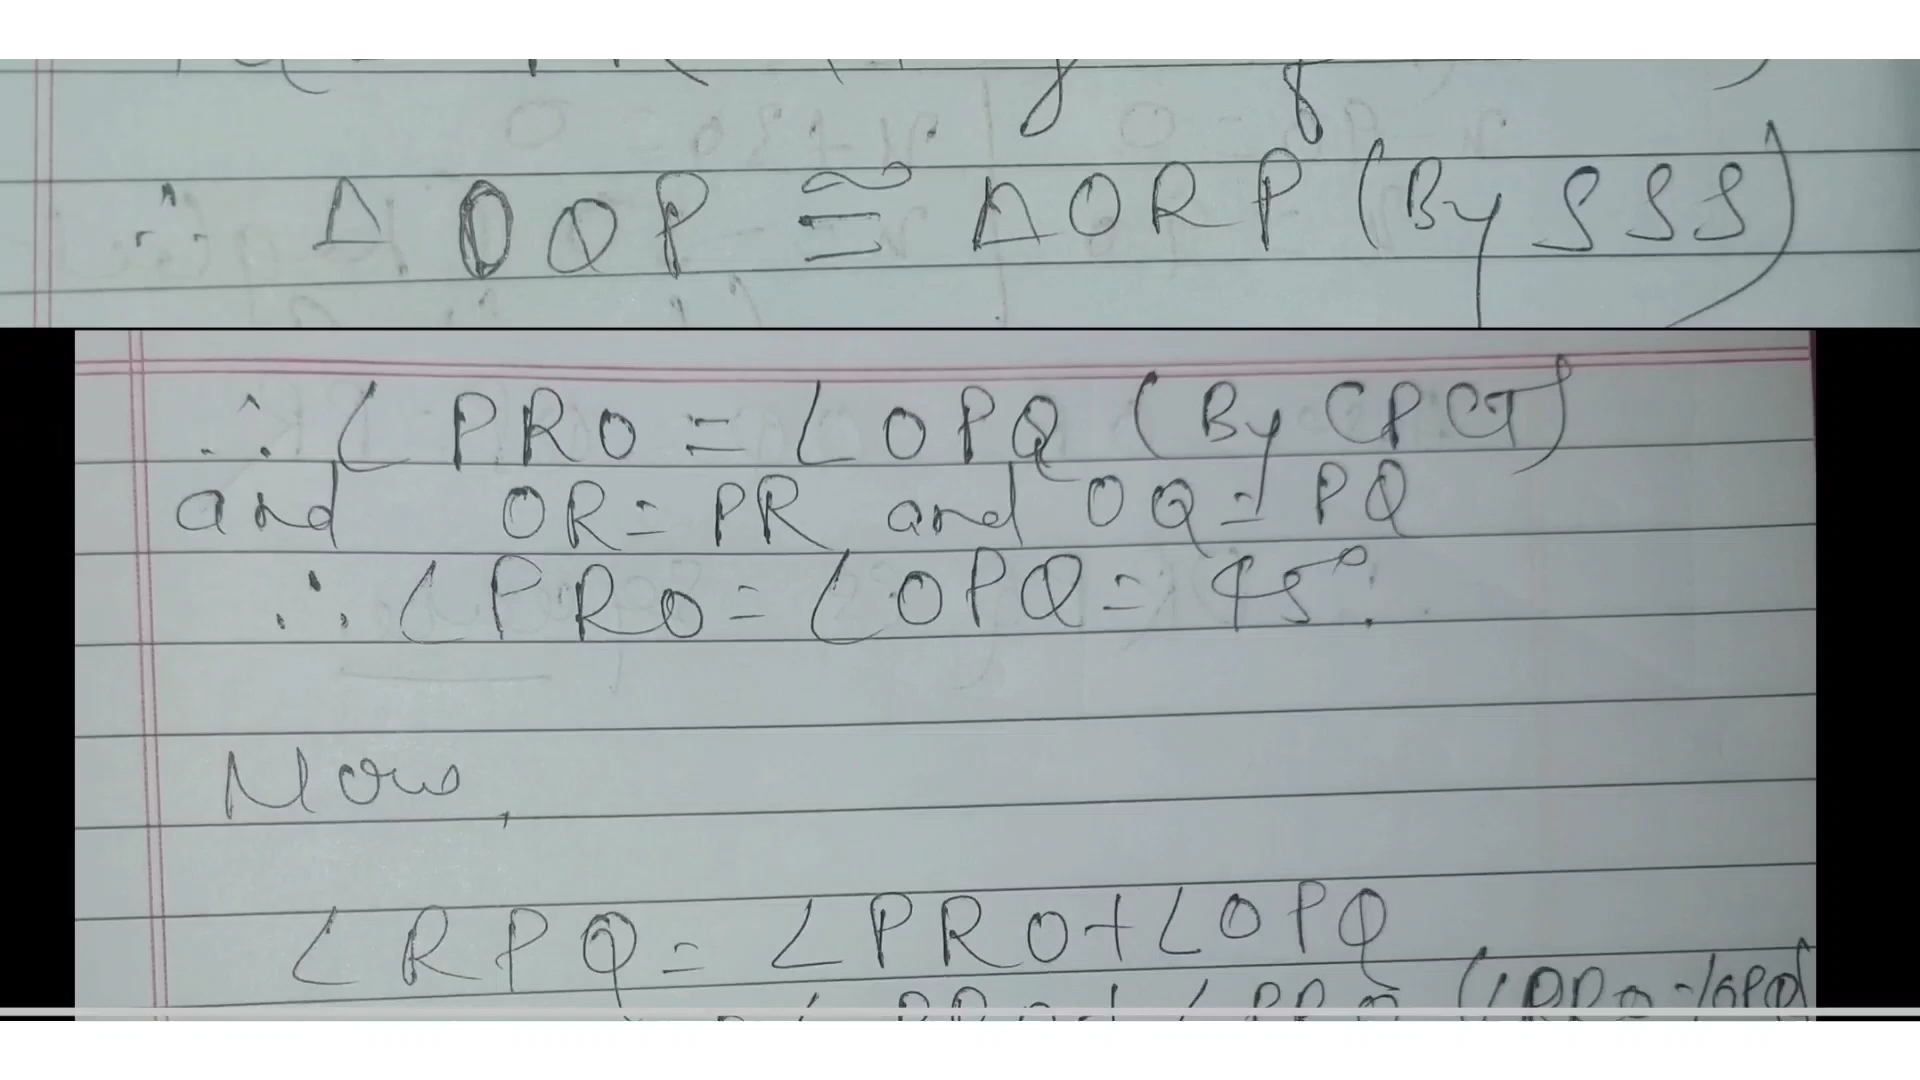 ∴ Δ OQP ≅ ΔORP (By SSS)
∴ ∠PRO = ∠OPQ (By CPCT)
and OR = PR and OQ = PQ
∴ ∠PRO = ∠OPQ = 45°.
Now,
∠RPQ = ∠PRO + ∠OPQ